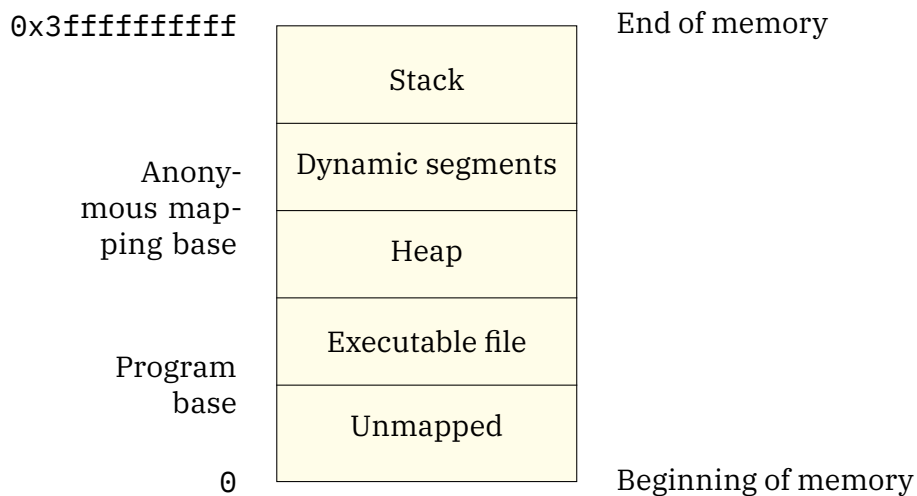 0x3ffffffffff
End of memory
Stack
Dynamic segments
Anony-
mous map-
ping base
Heap
Executable file
Program
base
Unmapped
0
Beginning of memory